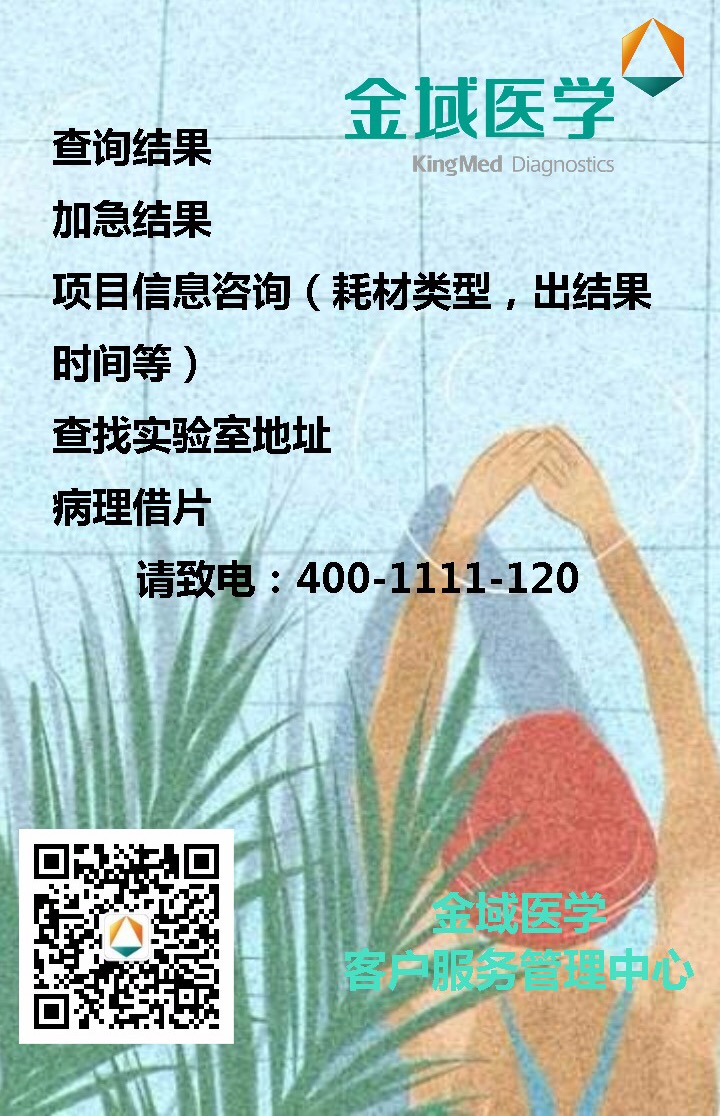 金域医学
KingMed Diagnostics
查询结果
加急结果
项目信息咨询（耗材类型，出结果
时间等）
查找实验室地址
病理借片
请致电：400-1111-120
金域医学
客户服务管理中心